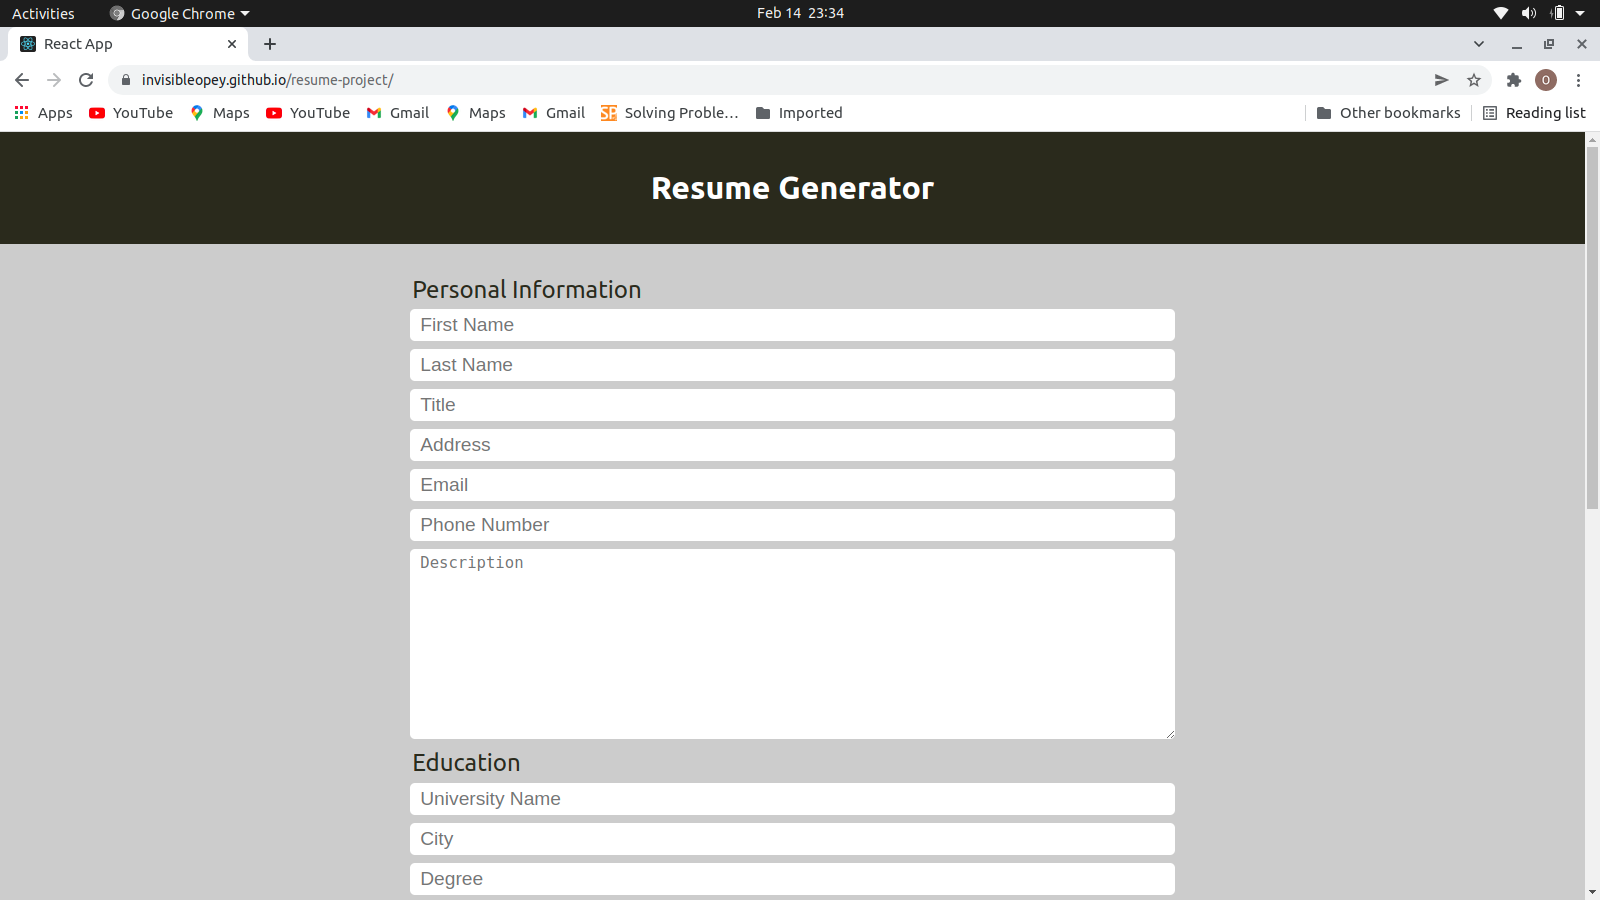 Activities Google Chrome Feb 14 23:34
React App
invisibleopey.github.io/resume-project/ O
Apps YouTube Maps YouTube Gmail Maps Gmail SP Solving Proble... Imported Other bookmarks Reading list
Resume Generator
Personal Information
First Name
Last Name
Title
Address
Email
Phone Number
Description
Education
University Name
City
Degree